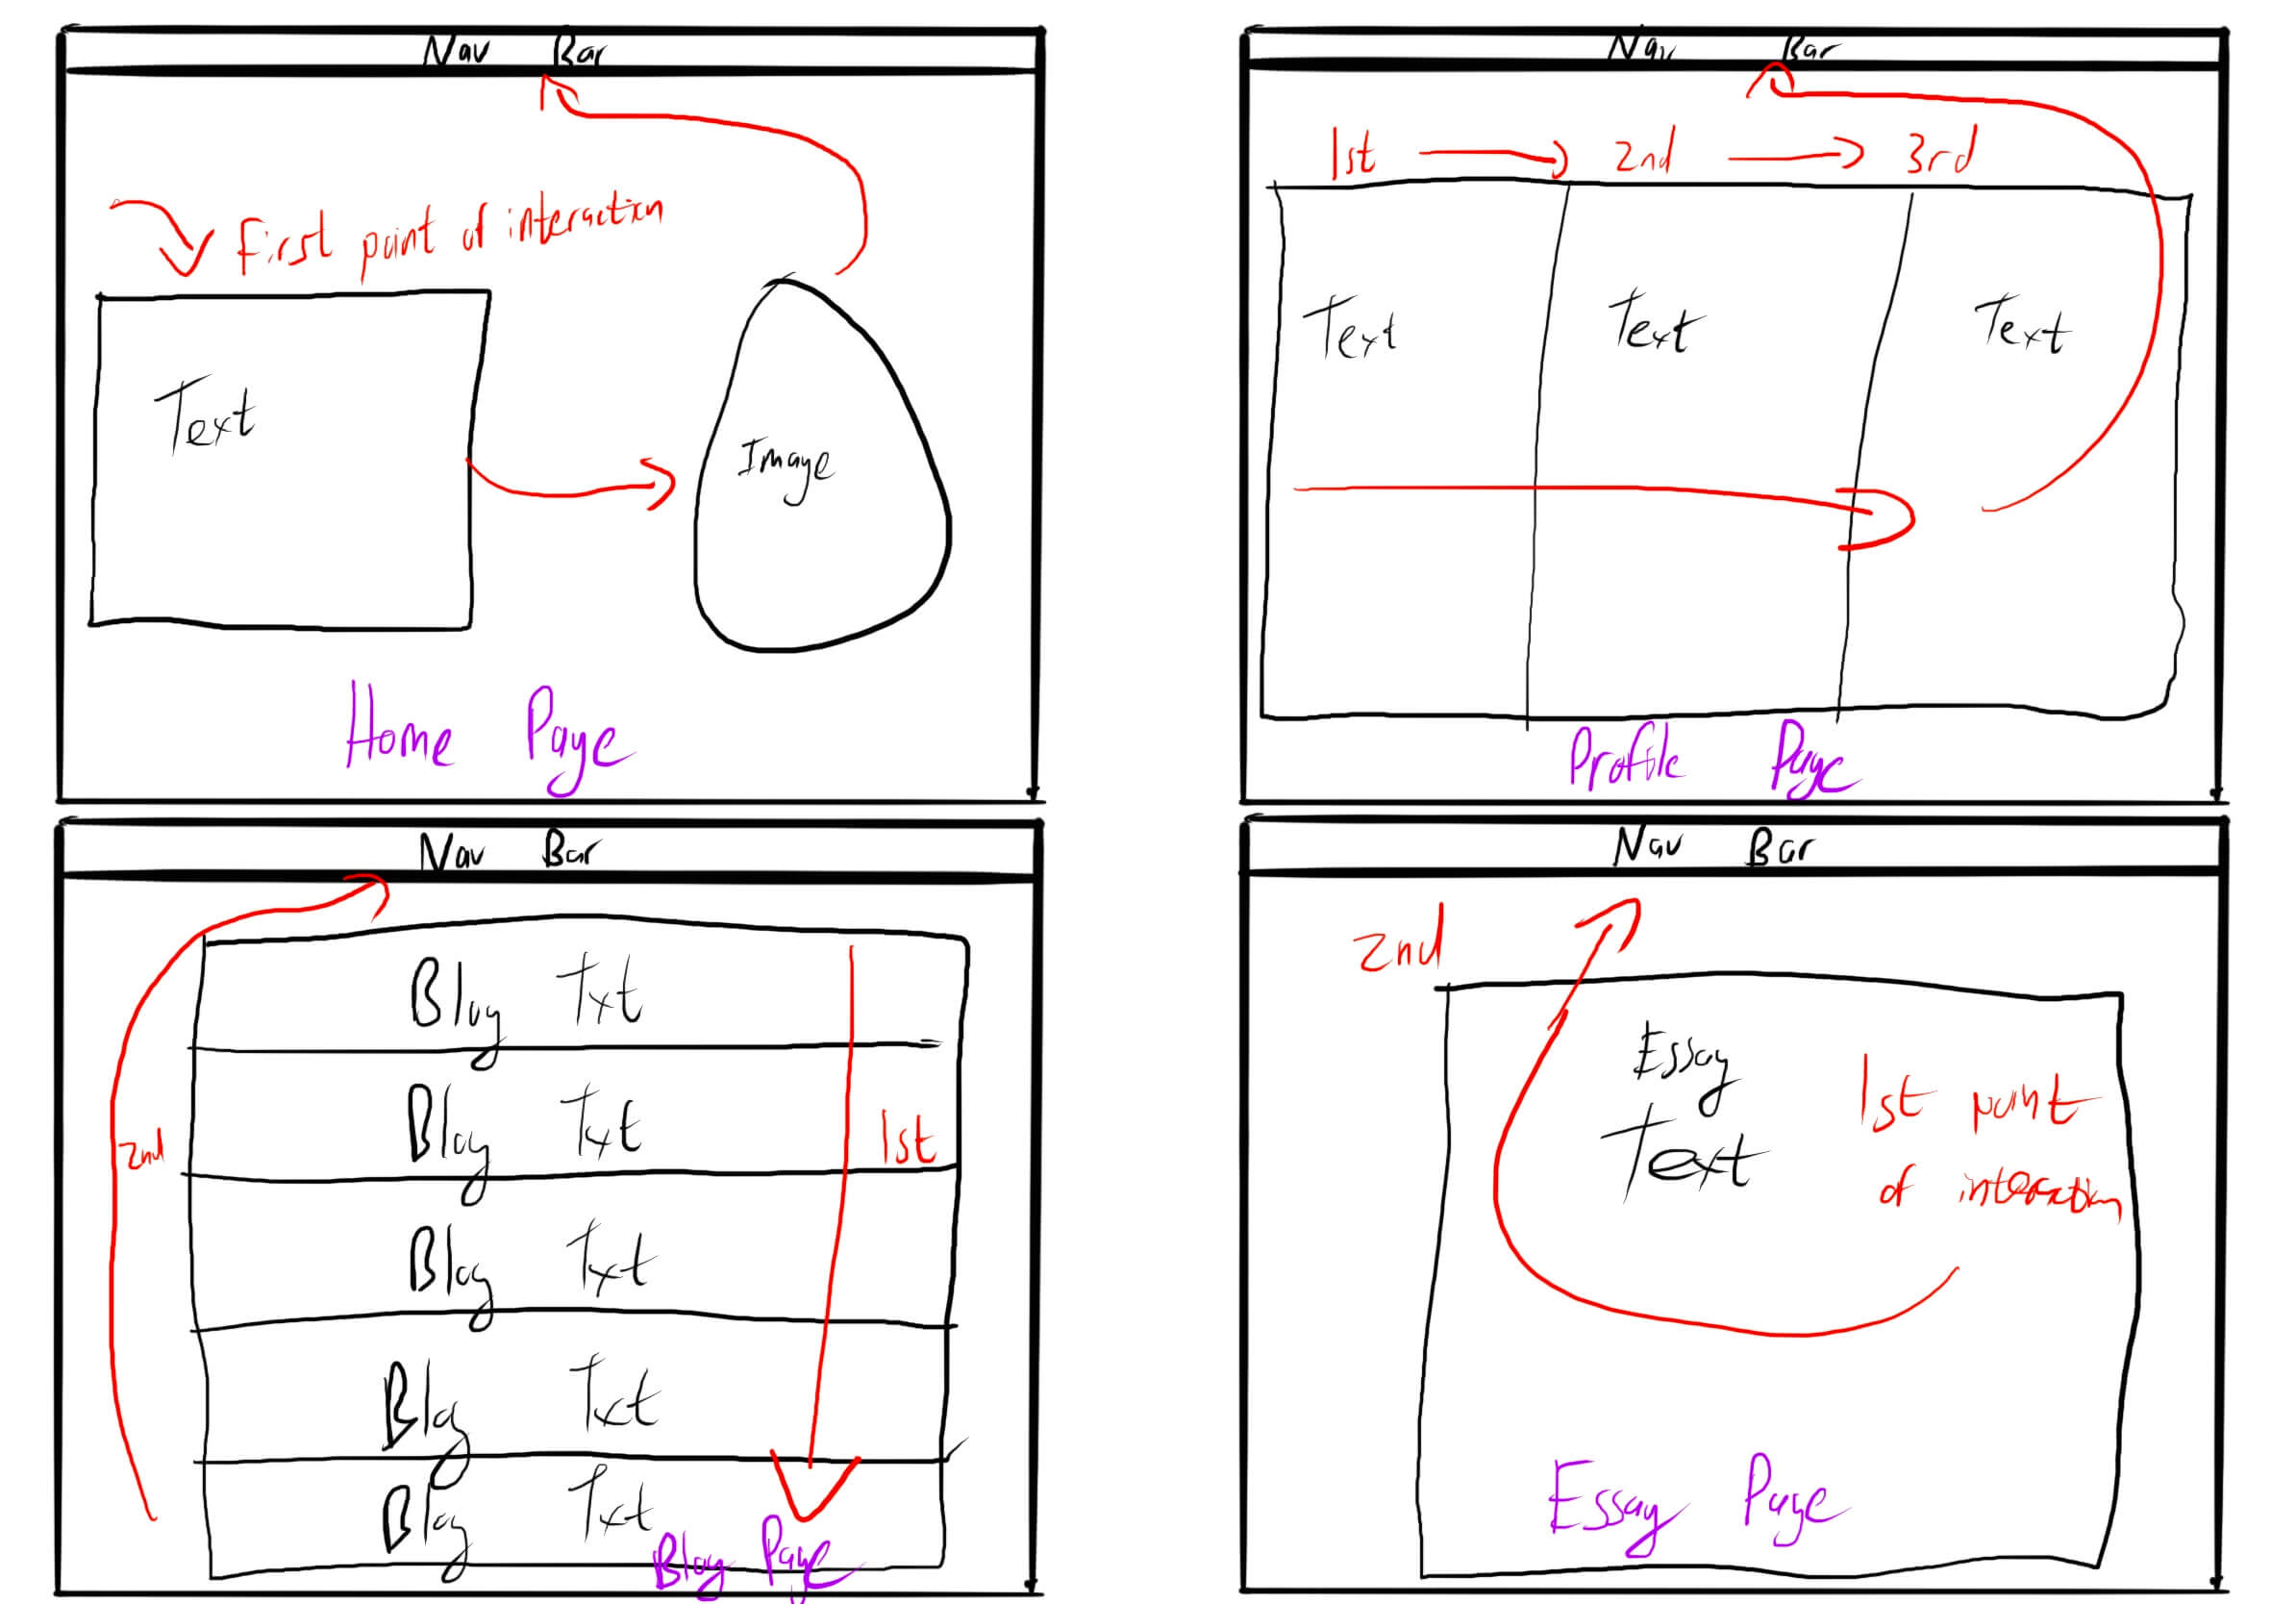 Nav Bar
First point of interaction
Text
Image
Home Page
Nav Bar
1st 2nd 3rd
Text Text Text
Profile Page
Nav Bar
Blog Txt
Blog Txt
2nd
1st
Blog Txt
Blog Txt
Blog Txt
Blog Page
Nav Bar
2nd
Essay
Text
1st point
of interaction
Essay Page